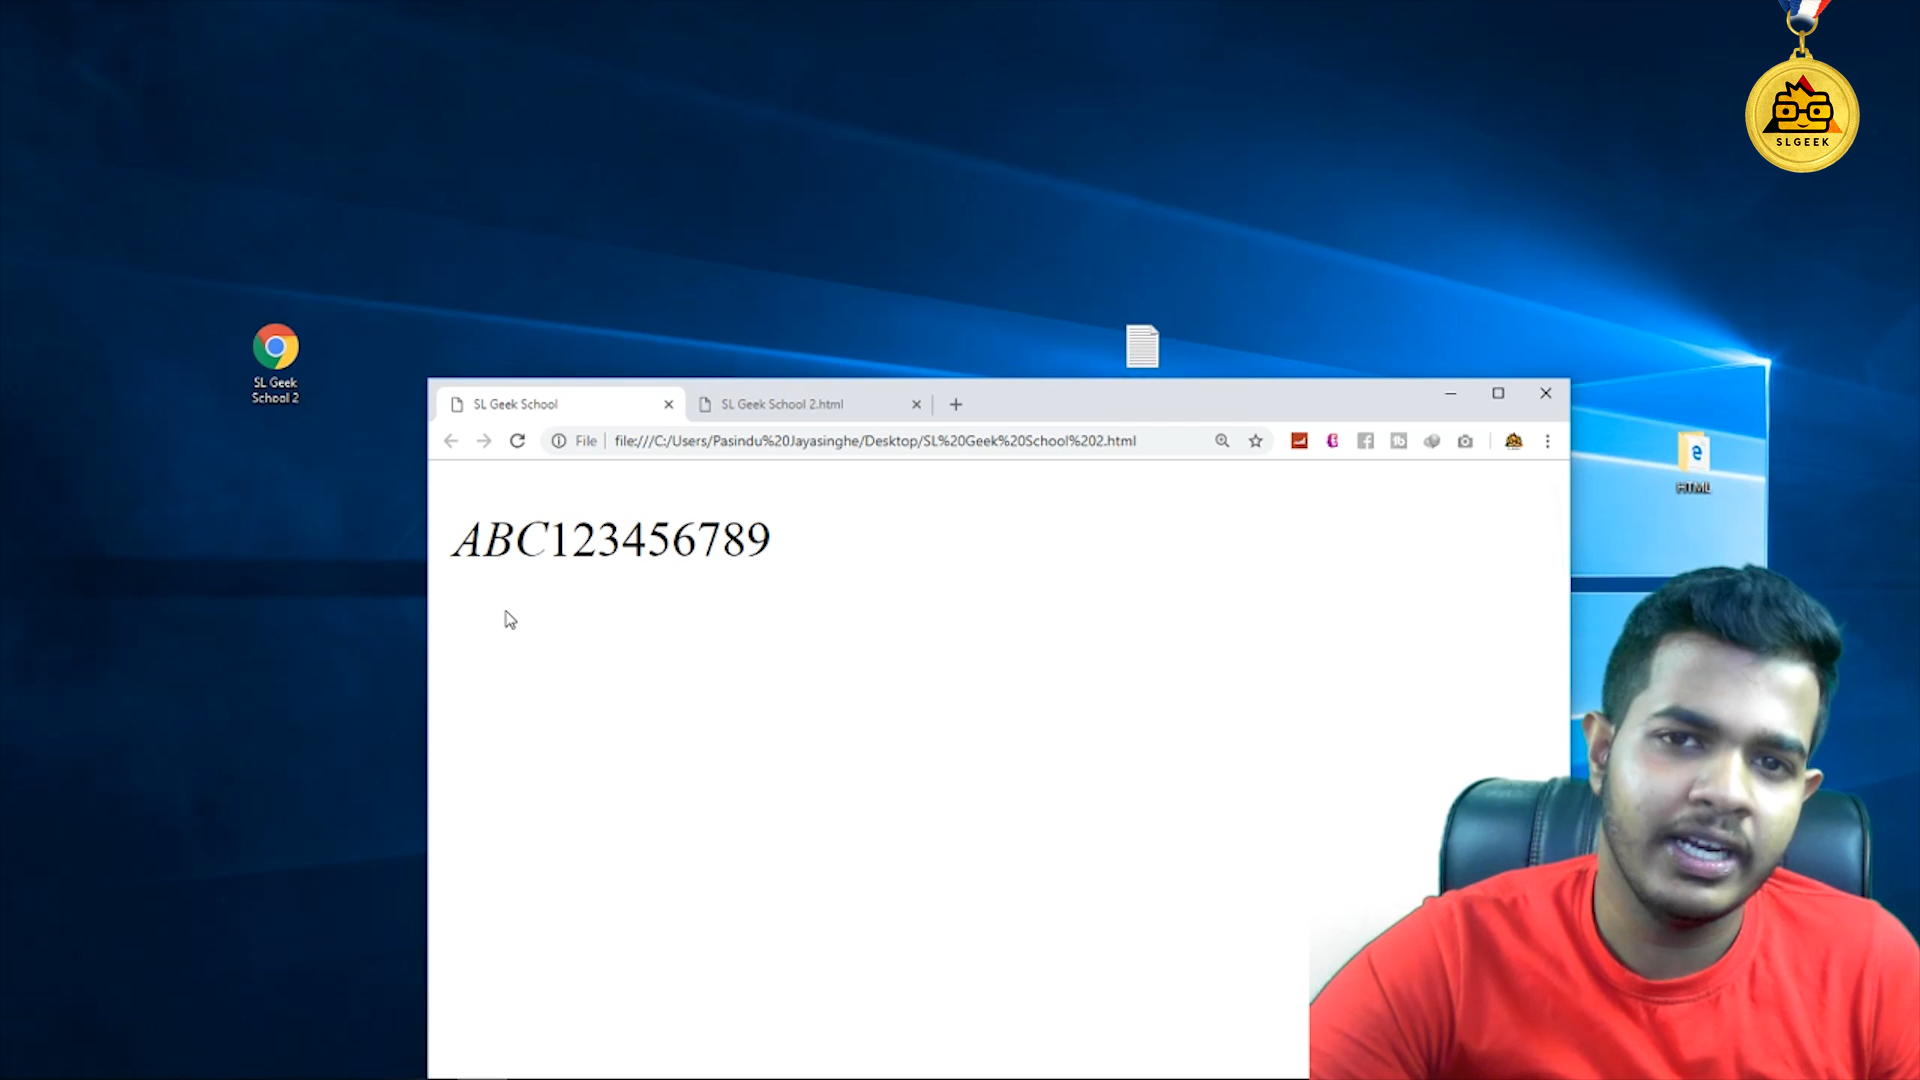 SLGEEK
SL Geek
School 2
SL Geek School
SL Geek School 2.html
File
file:///C:/Users/Pasindu%20Jayasinghe/Desktop/SL%20Geek%20School%202.html
HTML
ABC123456789